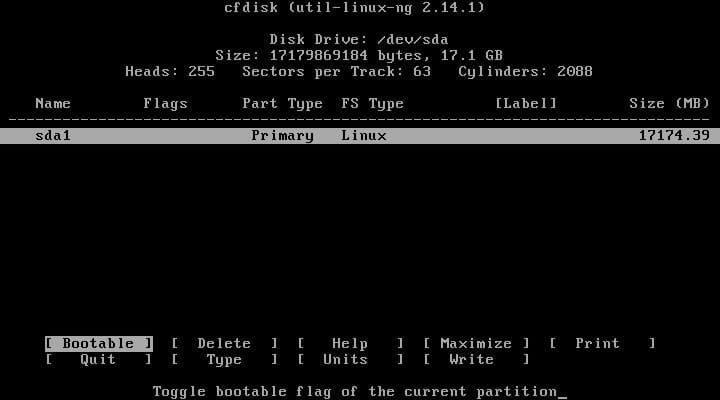 cfdisk (util-linux-ng 2.14.1)
Disk Drive: /dev/sda
Size: 17179869184 bytes, 17.1 GB
Heads: 255   Sectors per Track: 63   Cylinders: 2088
Name   Flags   Part Type   FS Type   [Label]   Size (MB)
sda1   Primary   Linux   17174.39
[ Bootable ]   [ Delete ]   [ Help ]   [ Maximize ]   [ Print ]
[ Quit ]   [ Type ]   [ Units ]   [ Write ]
Toggle bootable flag of the current partition_